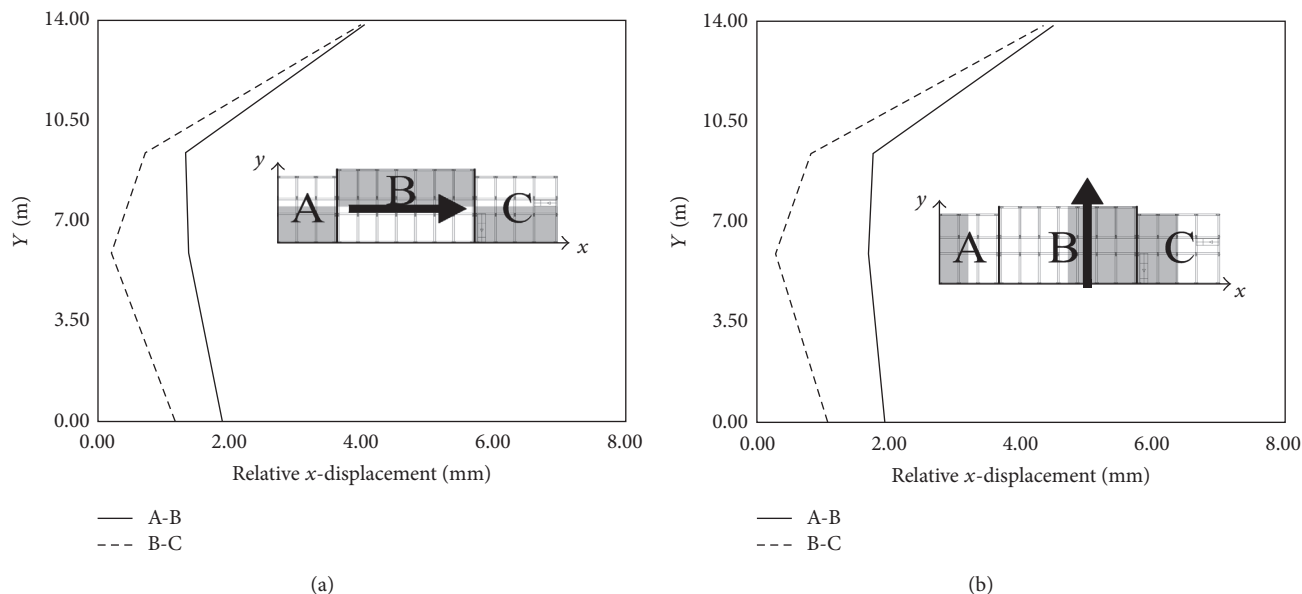 14.00
10.50
7.00
3.50
0.00
Y (m)
0.00 2.00 4.00 6.00 8.00
Relative x-displacement (mm)
y
A B C
x
A-B
B-C
(a)
14.00
10.50
7.00
3.50
0.00
Y (m)
0.00 2.00 4.00 6.00 8.00
Relative x-displacement (mm)
y
A B C
x
A-B
B-C
(b)